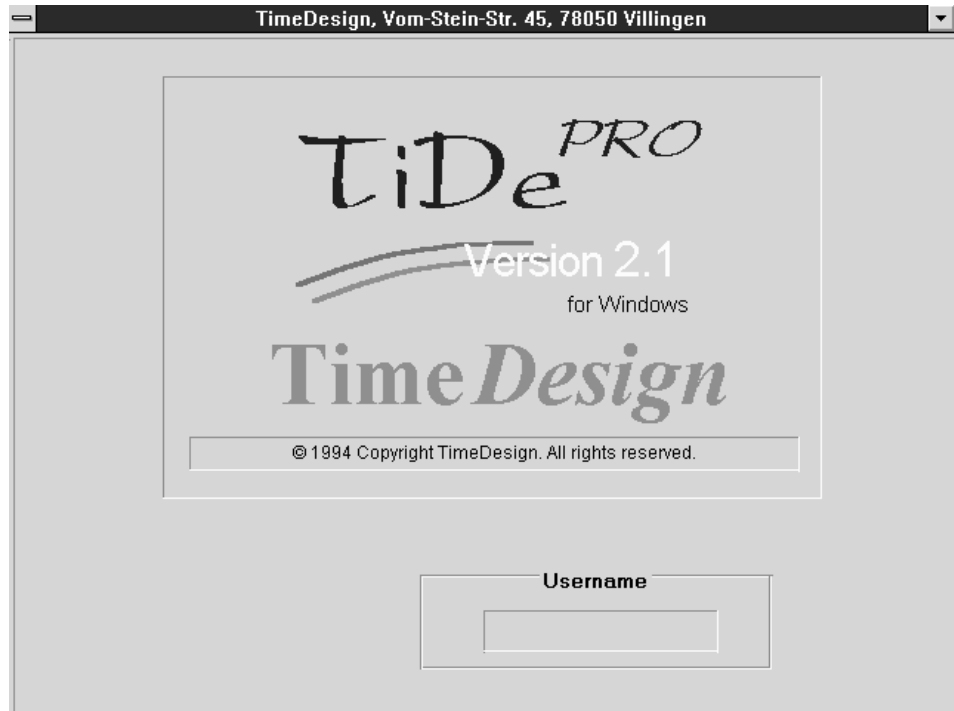 TimeDesign, Vom-Stein-Str. 45, 78050 Villingen
TiDe PRO
Version 2.1
for Windows
TimeDesign
© 1994 Copyright TimeDesign. All rights reserved.
Username